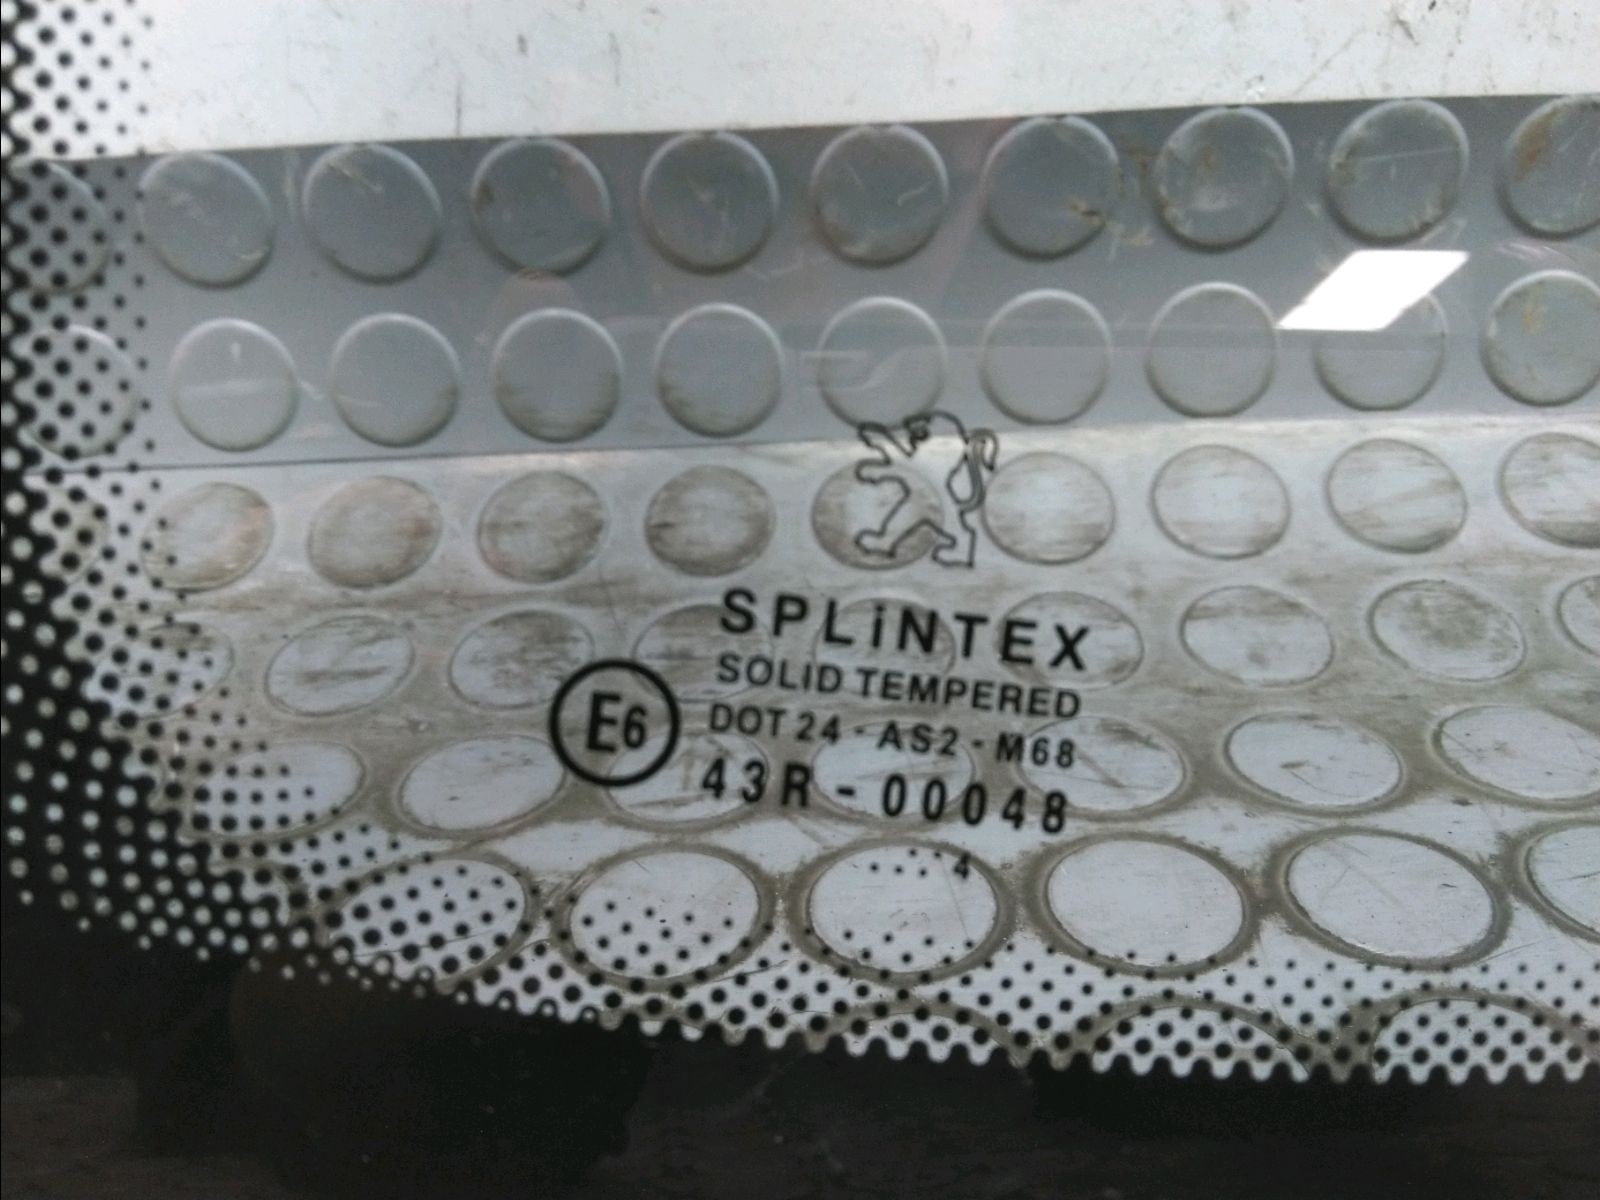 SPLiNTEX
SOLID TEMPERED
E6
DOT 24 - AS2 - M68
43R - 00048
4